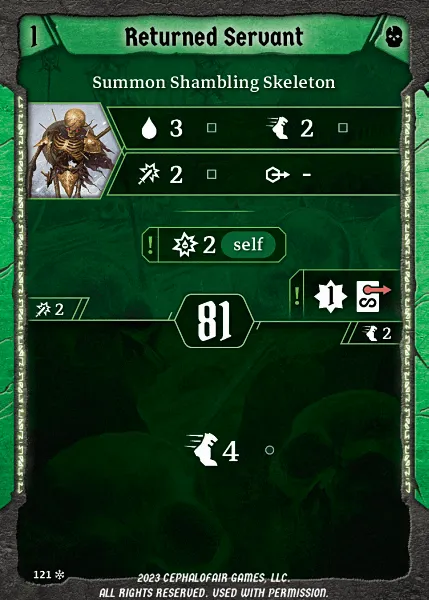 1
Returned Servant
Summon Shambling Skeleton
3
2
2
-
! 2 self
! 1
2
81
2
4
121
2023 CEPHALOFAIR GAMES, LLC.
ALL RIGHTS RESERVED. USED WITH PERMISSION.